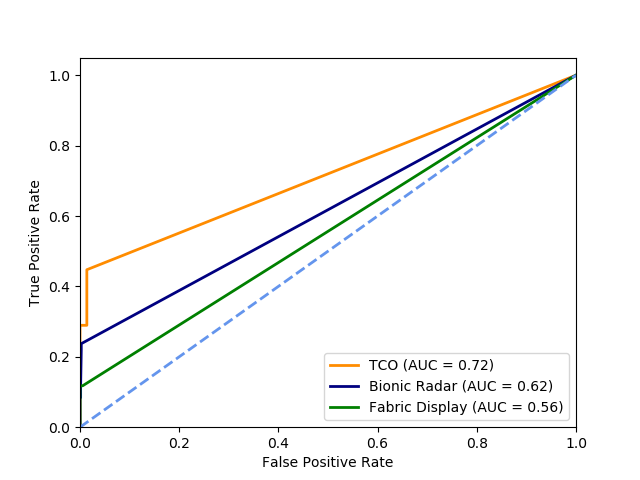 1.0
0.8
0.6
0.4
0.2
0.0
True Positive Rate
TCO (AUC = 0.72)
Bionic Radar (AUC = 0.62)
Fabric Display (AUC = 0.56)
0.0 0.2 0.4 0.6 0.8 1.0
False Positive Rate